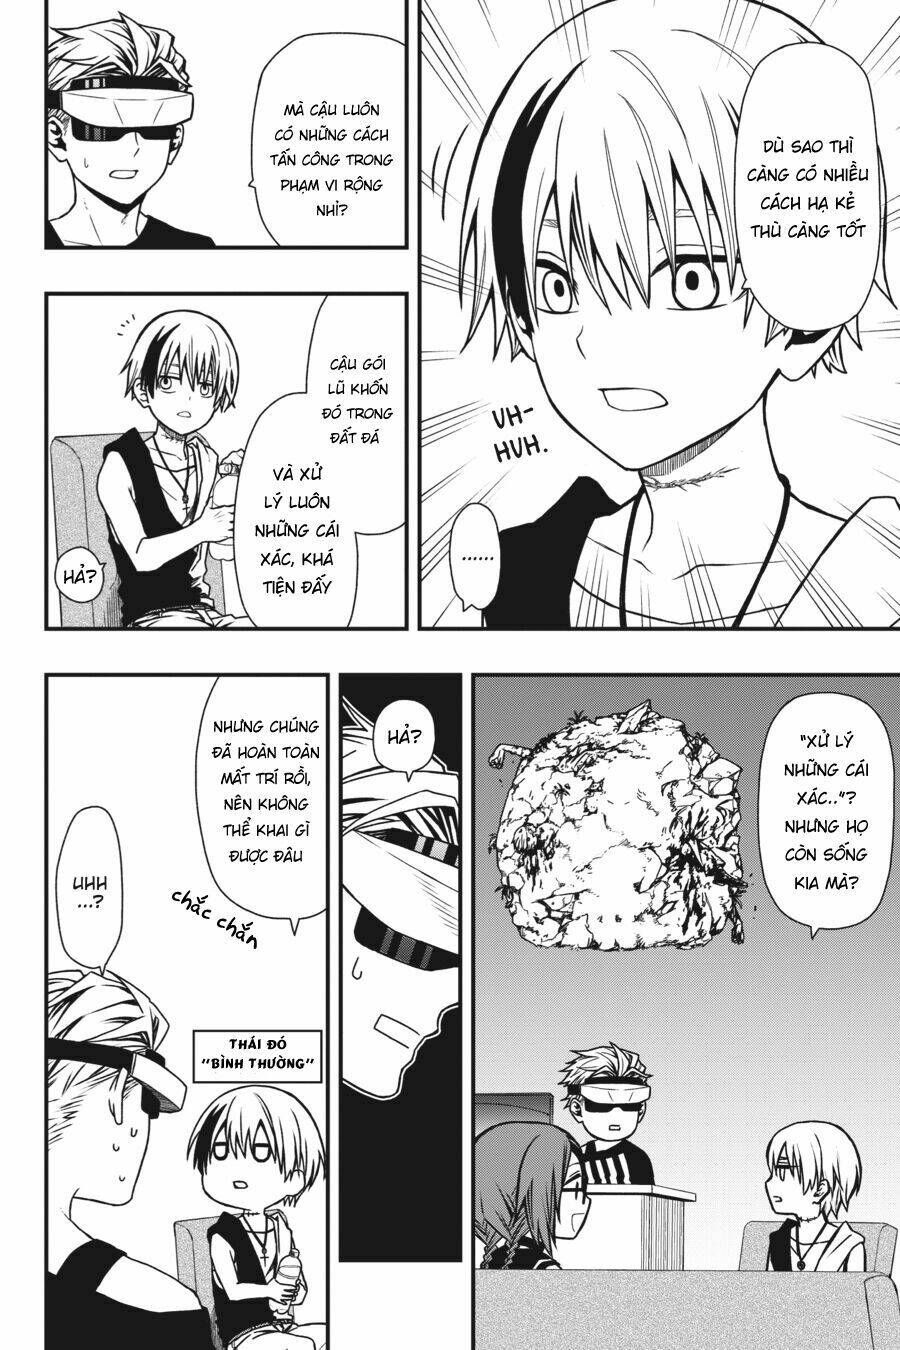 DÙ SAO THÌ
CÀNG CÓ NHIỀU
CÁCH HẠ KẺ
THÙ CÀNG TỐT
UH-
HUH.
......
MÀ CẬU LUÔN
CÓ NHỮNG CÁCH
TẤN CÔNG TRONG
PHẠM VI RỘNG
NHỈ?
CẬU GÓI
LŨ KHỐN
ĐÓ TRONG
ĐẤT ĐÁ
VÀ XỬ
LÝ LUÔN
NHỮNG CÁI
XÁC, KHÁ
TIỆN ĐẤY
HẢ?
"XỬ LÝ
NHỮNG CÁI
XÁC.."?
NHƯNG HỌ
CÒN SỐNG
KIA MÀ?
HẢ?
NHƯNG CHÚNG
ĐÃ HOÀN TOÀN
MẤT TRÍ RỒI,
NÊN KHÔNG
THỂ KHAI GÌ
ĐƯỢC ĐÂU
chắc chắn
UHH
...?
THÁI ĐÓ
"BÌNH THƯỜNG"